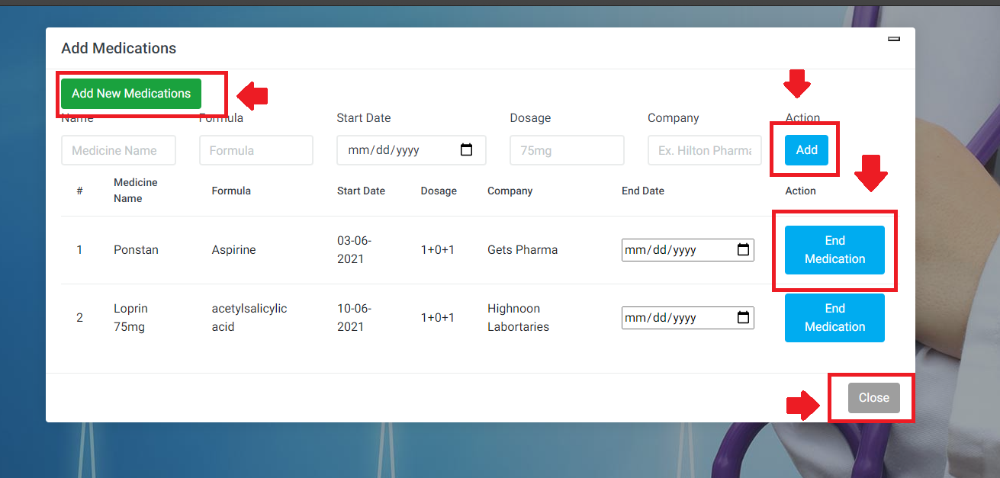 Add Medications
Add New Medications
Name Formula Start Date Dosage Company Action
Medicine Name Formula mm/dd/yyyy 75mg Ex. Hilton Pharma Add
# Medicine Name Formula Start Date Dosage Company End Date Action
1 Ponstan Aspirine 03-06-2021 1+0+1 Gets Pharma mm/dd/yyyy End Medication
2 Loprin 75mg acetylsalicylic acid 10-06-2021 1+0+1 Highnoon Labortaries mm/dd/yyyy End Medication
Close